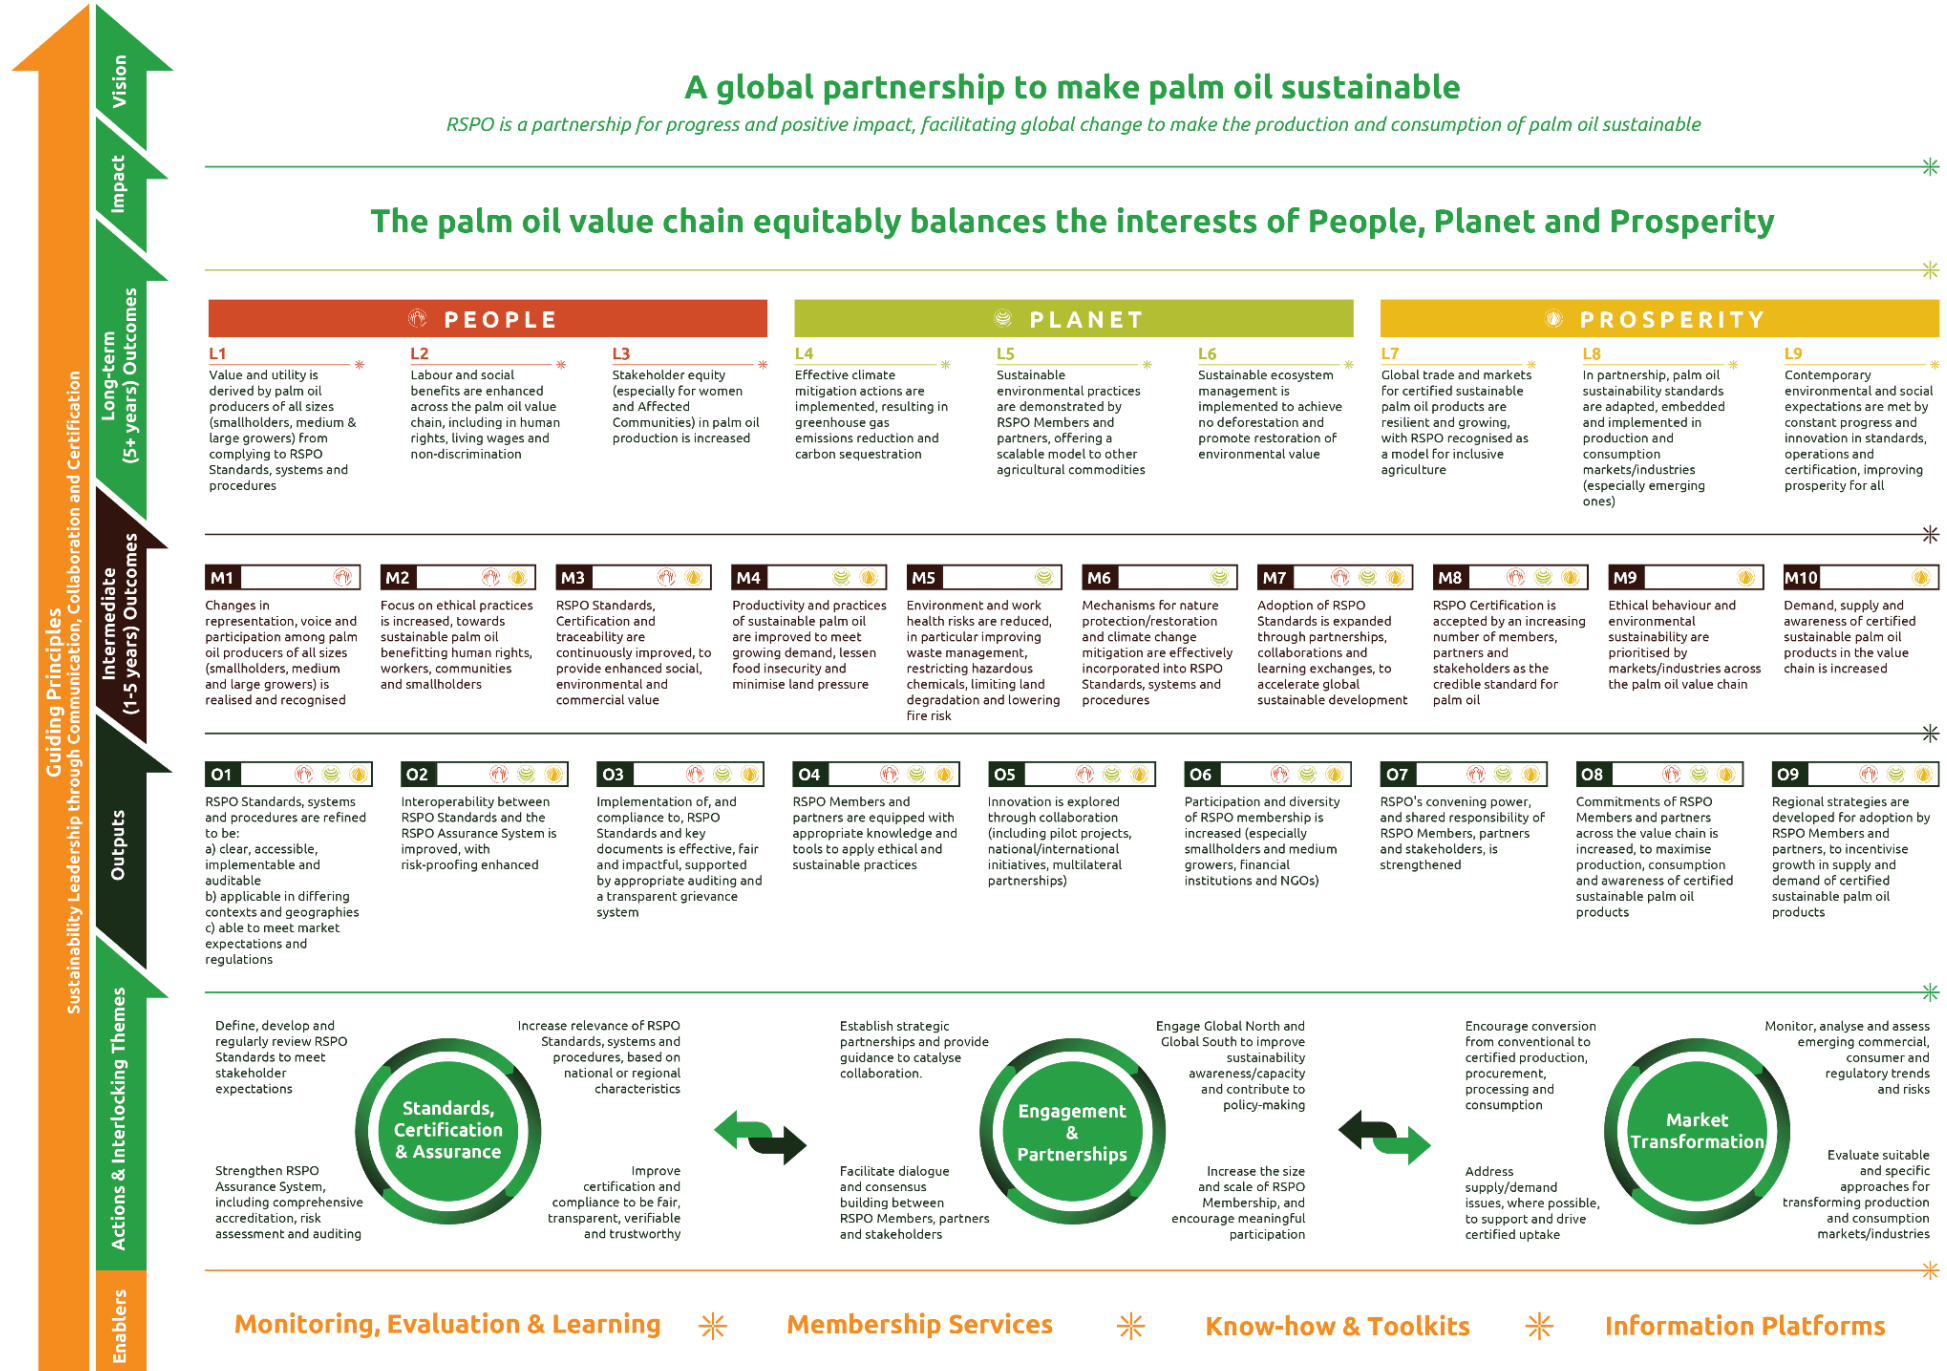 Vision
A global partnership to make palm oil sustainable
RSPO is a partnership for progress and positive impact, facilitating global change to make the production and consumption of palm oil sustainable
Impact
The palm oil value chain equitably balances the interests of People, Planet and Prosperity
Guiding Principles
Sustainability Leadership through Communication, Collaboration and Certification
Long-term
(5+ years) Outcomes
PEOPLE
L1
Value and utility is
derived by palm oil
producers of all sizes
(smallholders, medium &
large growers) from
complying to RSPO
Standards, systems and
procedures
L2
Labour and social
benefits are enhanced
across the palm oil value
chain, including in human
rights, living wages and
non-discrimination
L3
Stakeholder equity
(especially for women
and Affected
Communities) in palm oil
production is increased
PLANET
L4
Effective climate
mitigation actions are
implemented, resulting in
greenhouse gas
emissions reduction and
carbon sequestration
L5
Sustainable
environmental practices
are demonstrated by
RSPO Members and
partners, offering a
scalable model to other
agricultural commodities
L6
Sustainable ecosystem
management is
implemented to achieve
no deforestation and
promote restoration of
environmental value
PROSPERITY
L7
Global trade and markets
for certified sustainable
palm oil products are
resilient and growing,
with RSPO recognised as
a model for inclusive
agriculture
L8
In partnership, palm oil
sustainability standards
are adapted, embedded
and implemented in
production and
consumption
markets/industries
(especially emerging
ones)
L9
Contemporary
environmental and social
expectations are met by
constant progress and
innovation in standards,
operations and
certification, improving
prosperity for all
Intermediate
(1-5 years) Outcomes
M1
Changes in
representation, voice and
participation among palm
oil producers of all sizes
(smallholders, medium
and large growers) is
realised and recognised
M2
Focus on ethical practices
is increased, towards
sustainable palm oil
benefitting human rights,
workers, communities
and smallholders
M3
RSPO Standards,
Certification and
traceability are
continuously improved, to
provide enhanced social,
environmental and
commercial value
M4
Productivity and practices
of sustainable palm oil
are improved to meet
growing demand, lessen
food insecurity and
minimise land pressure
M5
Environment and work
health risks are reduced,
in particular improving
waste management,
restricting hazardous
chemicals, limiting land
degradation and lowering
fire risk
M6
Mechanisms for nature
protection/restoration
and climate change
mitigation are effectively
incorporated into RSPO
Standards, systems and
procedures
M7
Adoption of RSPO
Standards is expanded
through partnerships,
collaborations and
learning exchanges, to
accelerate global
sustainable development
M8
RSPO Certification is
accepted by an increasing
number of members,
partners and
stakeholders as the
credible standard for
palm oil
M9
Ethical behaviour and
environmental
sustainability are
prioritised by
markets/industries across
the palm oil value chain
M10
Demand, supply and
awareness of certified
sustainable palm oil
products in the value
chain is increased
Outputs
O1
RSPO Standards, systems
and procedures are refined
to be:
a) clear, accessible,
implementable and
auditable
b) applicable in differing
contexts and geographies
c) able to meet market
expectations and
regulations
O2
Interoperability between
RSPO Standards and the
RSPO Assurance System is
improved, with
risk-proofing enhanced
O3
Implementation of, and
compliance to, RSPO
Standards and key
documents is effective, fair
and impactful, supported
by appropriate auditing and
a transparent grievance
system
O4
RSPO Members and
partners are equipped with
appropriate knowledge and
tools to apply ethical and
sustainable practices
O5
Innovation is explored
through collaboration
(including pilot projects,
national/international
initiatives, multilateral
partnerships)
O6
Participation and diversity
of RSPO membership is
increased (especially
smallholders and medium
growers, financial
institutions and NGOs)
O7
RSPO's convening power,
and shared responsibility of
RSPO Members, partners
and stakeholders, is
strengthened
O8
Commitments of RSPO
Members and partners
across the value chain is
increased, to maximise
production, consumption
and awareness of certified
sustainable palm oil
products
O9
Regional strategies are
developed for adoption by
RSPO Members and
partners, to incentivise
growth in supply and
demand of certified
sustainable palm oil
products
Actions & Interlocking Themes
Define, develop and
regularly review RSPO
Standards to meet
stakeholder
expectations
Increase relevance of RSPO
Standards, systems and
procedures, based on
national or regional
characteristics
Standards,
Certification
& Assurance
Strengthen RSPO
Assurance System,
including comprehensive
accreditation, risk
assessment and auditing
Improve
certification and
compliance to be fair,
transparent, verifiable
and trustworthy
Establish strategic
partnerships and provide
guidance to catalyse
collaboration.
Engage Global North and
Global South to improve
sustainability
awareness/capacity
and contribute to
policy-making
Engagement
&
Partnerships
Facilitate dialogue
and consensus
building between
RSPO Members, partners
and stakeholders
Increase the size
and scale of RSPO
Membership, and
encourage meaningful
participation
Encourage conversion
from conventional to
certified production,
procurement,
processing and
consumption
Monitor, analyse and assess
emerging commercial,
consumer and
regulatory trends
and risks
Market
Transformation
Address
supply/demand
issues, where possible,
to support and drive
certified uptake
Evaluate suitable
and specific
approaches for
transforming production
and consumption
markets/industries
Enablers
Monitoring, Evaluation & Learning
Membership Services
Know-how & Toolkits
Information Platforms